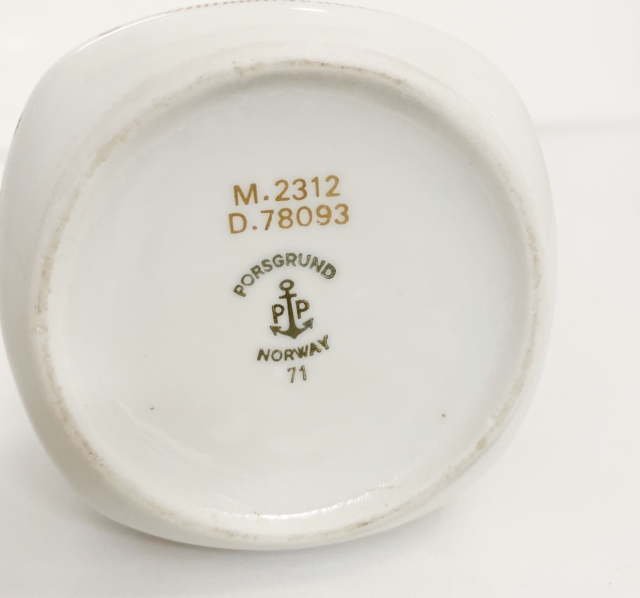 M.2312
D.78093
PORSGRUND
P P
NORWAY
71